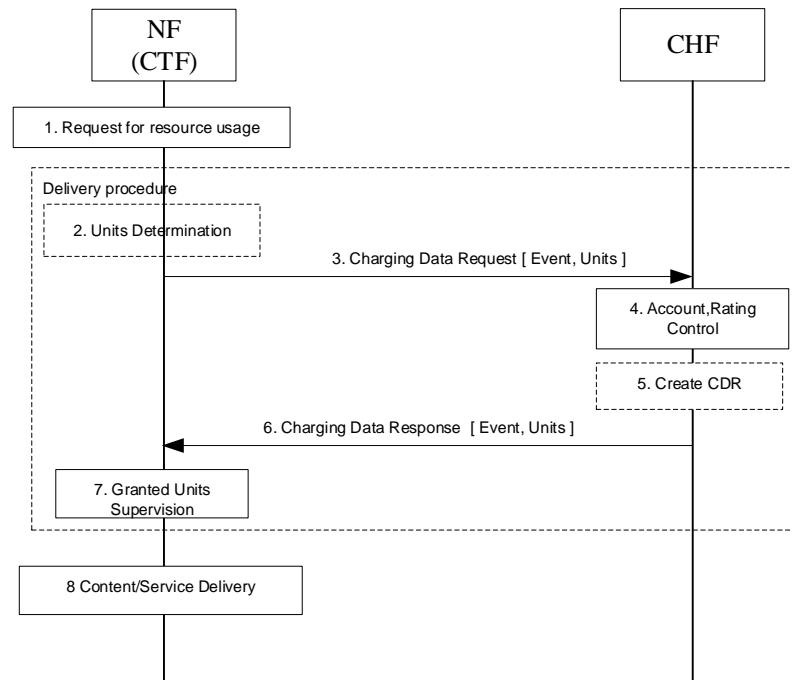 NF
(CTF)
CHF
1. Request for resource usage
Delivery procedure
2. Units Determination
3. Charging Data Request [ Event, Units ]
4. Account,Rating
Control
5. Create CDR
6. Charging Data Response [ Event, Units ]
7. Granted Units
Supervision
8 Content/Service Delivery